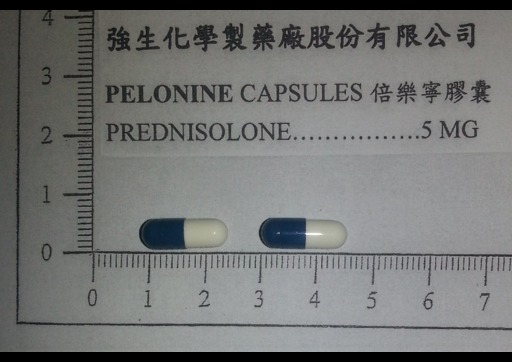 4
強生化學製藥廠股份有限公司
3
PELONINE CAPSULES 倍樂寧膠囊
2
PREDNISOLONE................5 MG
1
0
0 1 2 3 4 5 6 7